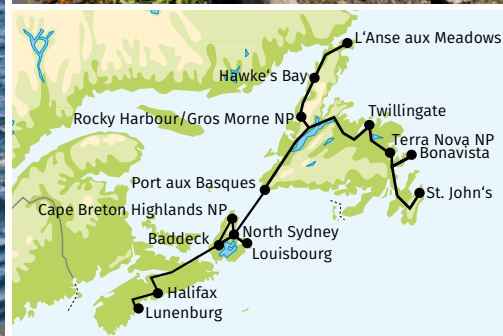 L'Anse aux Meadows
Hawke's Bay
Twillingate
Rocky Harbour/Gros Morne NP
Terra Nova NP
Bonavista
Port aux Basques
St. John's
Cape Breton Highlands NP
North Sydney
Baddeck
Louisbourg
Halifax
Lunenburg